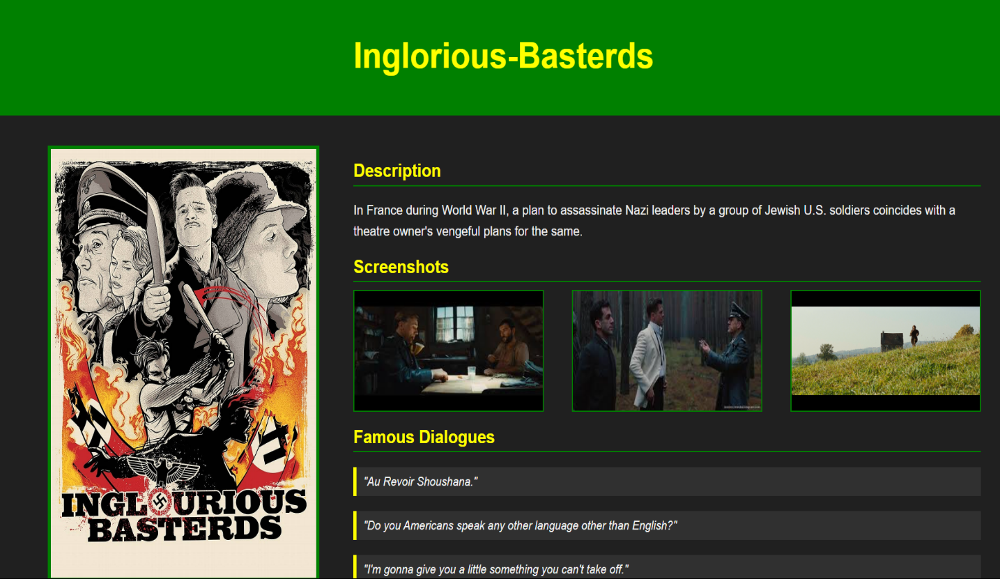 Inglorious-Basterds
INGLOURIOUS
BASTERDS
Description
In France during World War II, a plan to assassinate Nazi leaders by a group of Jewish U.S. soldiers coincides with a
theatre owner's vengeful plans for the same.
Screenshots
Famous Dialogues
"Au Revoir Shoushana."
"Do you Americans speak any other language other than English?"
"I'm gonna give you a little something you can't take off."